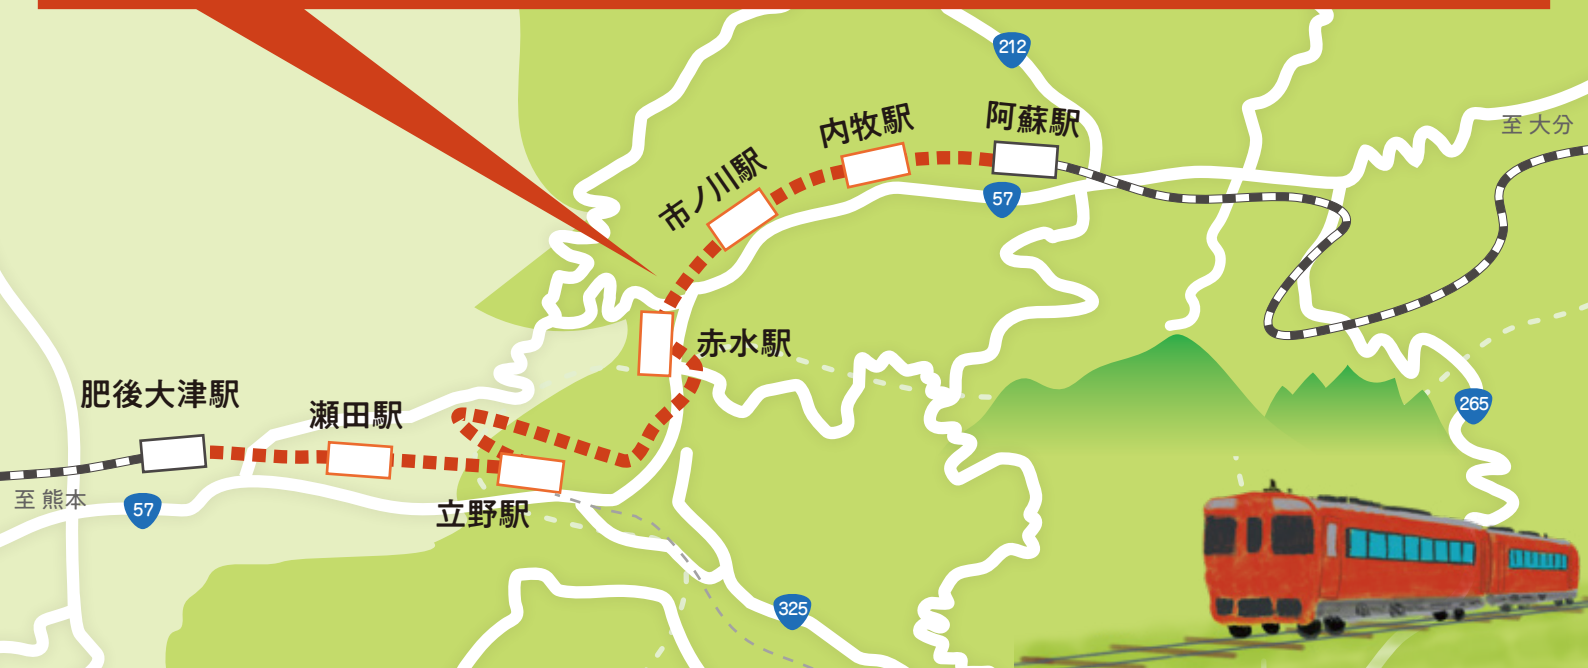 212
内牧駅
阿蘇駅
至 大分
市ノ川駅
57
赤水駅
肥後大津駅
瀬田駅
265
至 熊本
57
立野駅
325